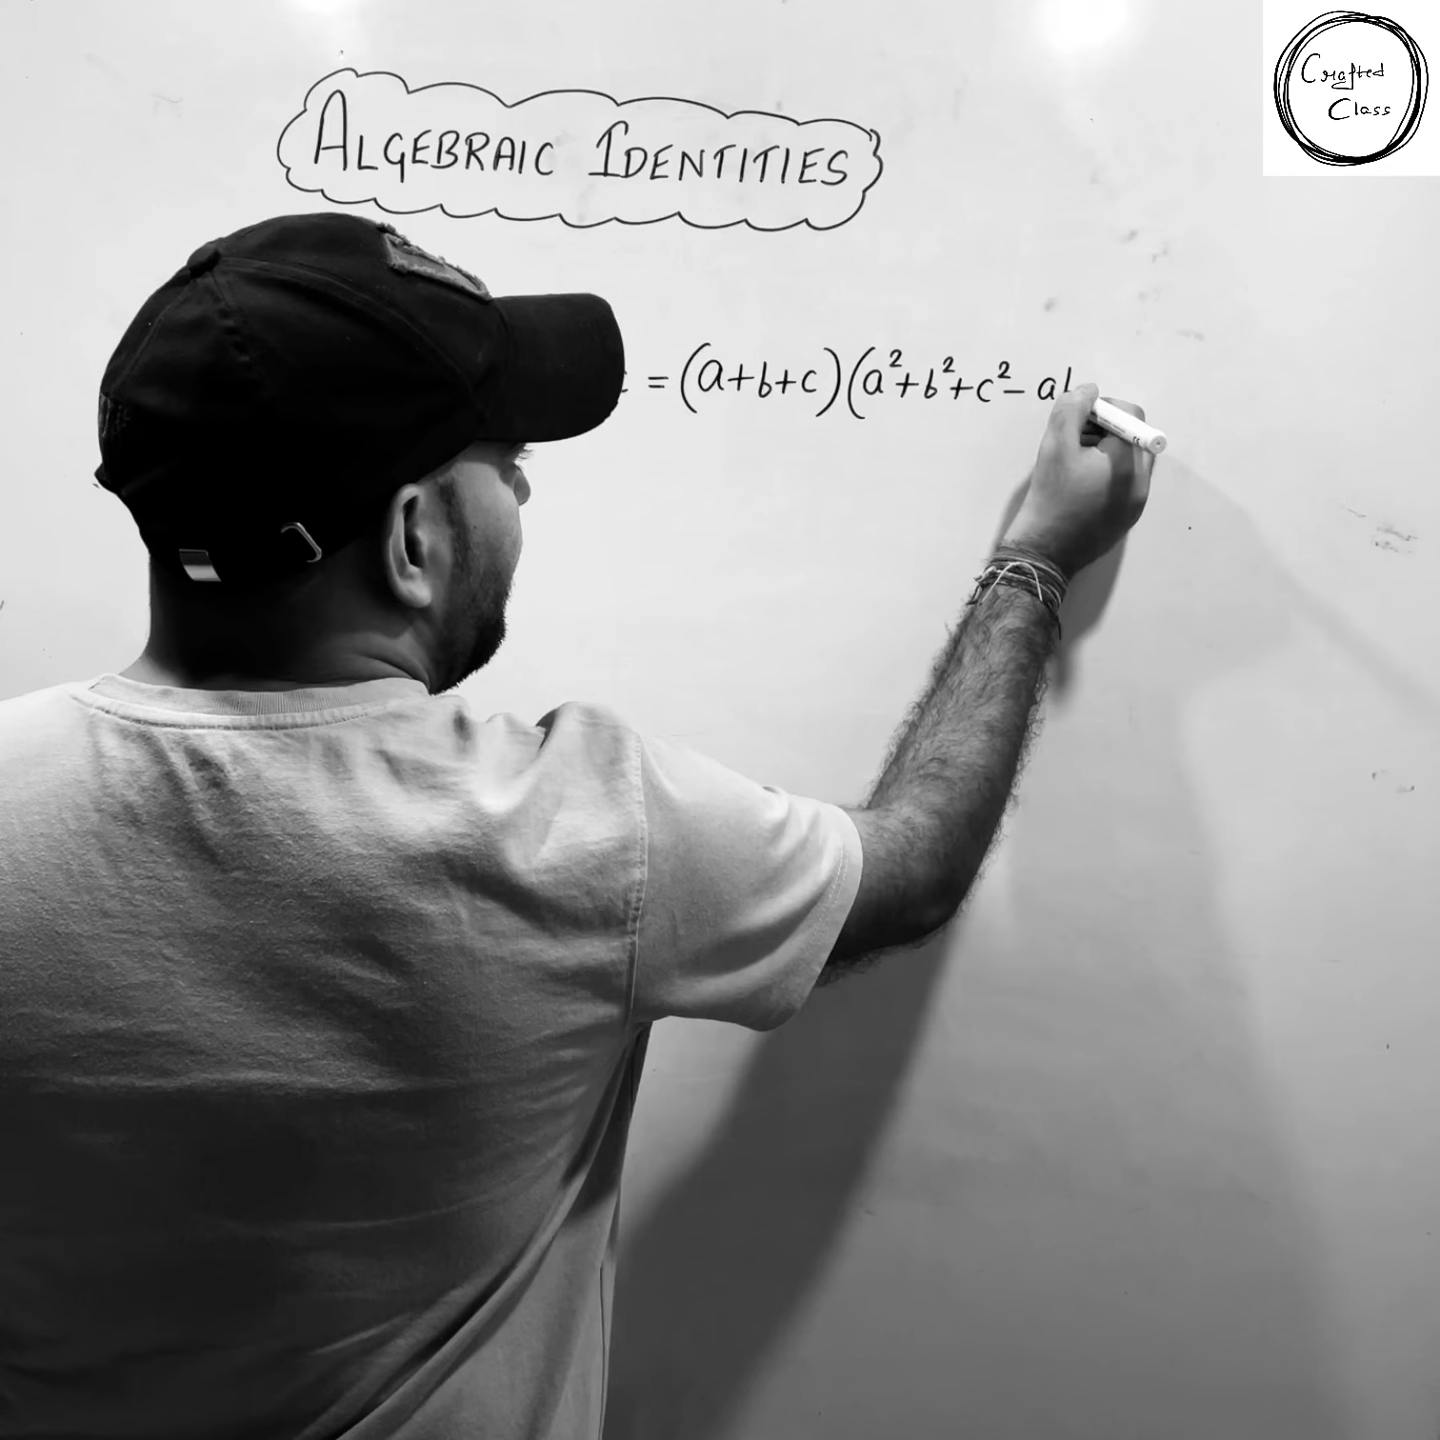 Crafted
Class
ALGEBRAIC IDENTITIES
= (a+b+c)(a²+b²+c²- a